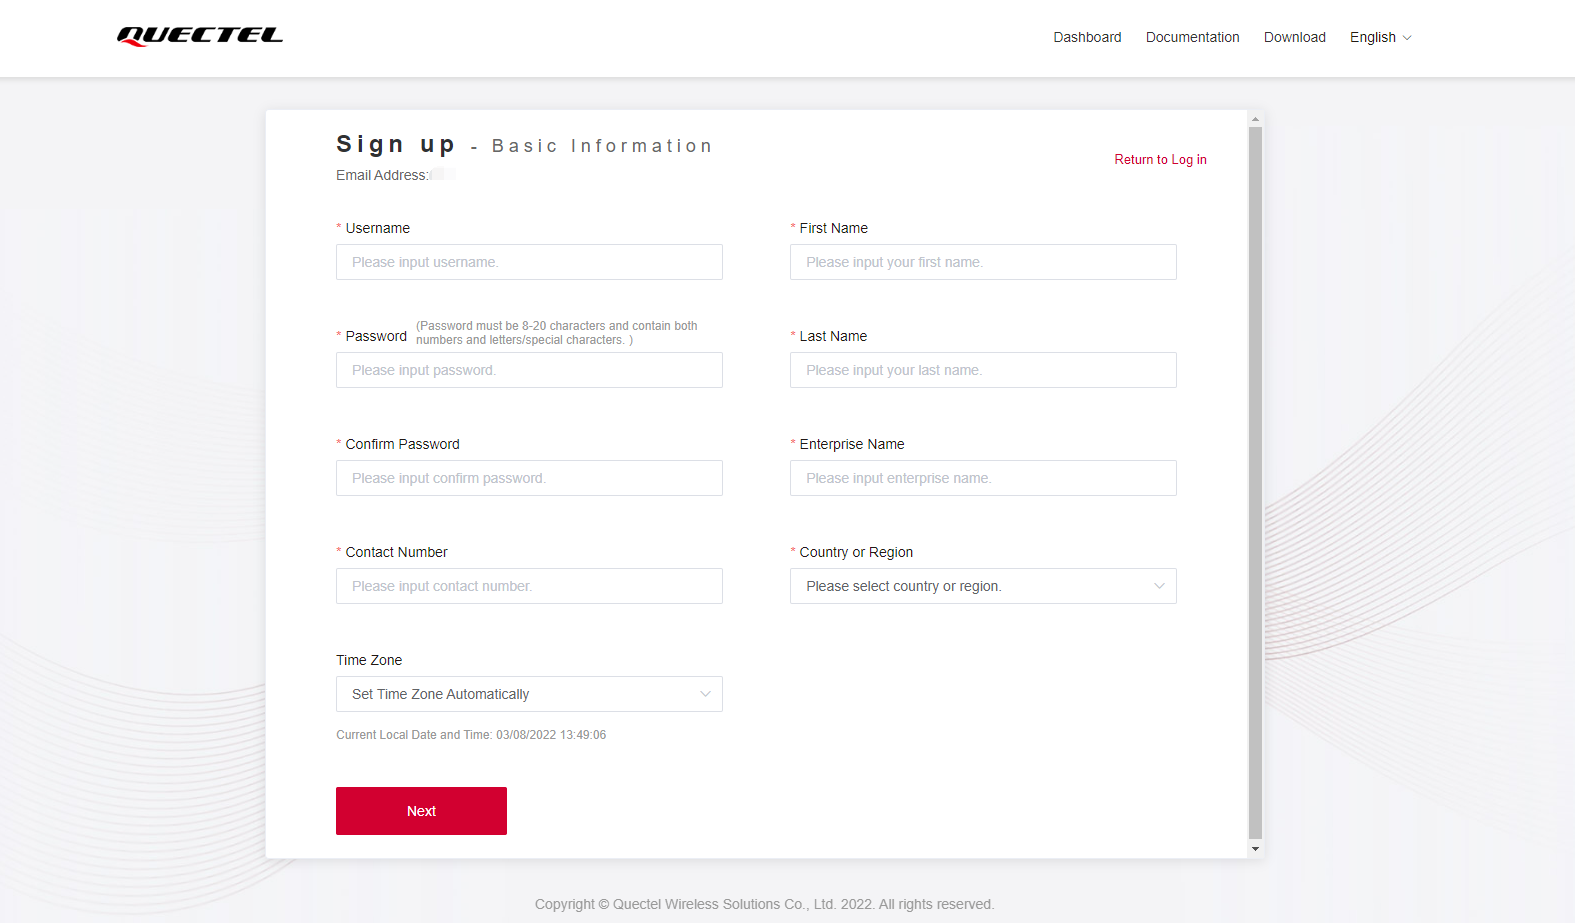 QUECTEL
Dashboard Documentation Download English
Sign up - Basic Information
Return to Log in
Email Address:
* Username
Please input username.
* First Name
Please input your first name.
* Password (Password must be 8-20 characters and contain both
numbers and letters/special characters. )
Please input password.
* Last Name
Please input your last name.
* Confirm Password
Please input confirm password.
* Enterprise Name
Please input enterprise name.
* Contact Number
Please input contact number.
* Country or Region
Please select country or region.
Time Zone
Set Time Zone Automatically
Current Local Date and Time: 03/08/2022 13:49:06
Next
Copyright © Quectel Wireless Solutions Co., Ltd. 2022. All rights reserved.